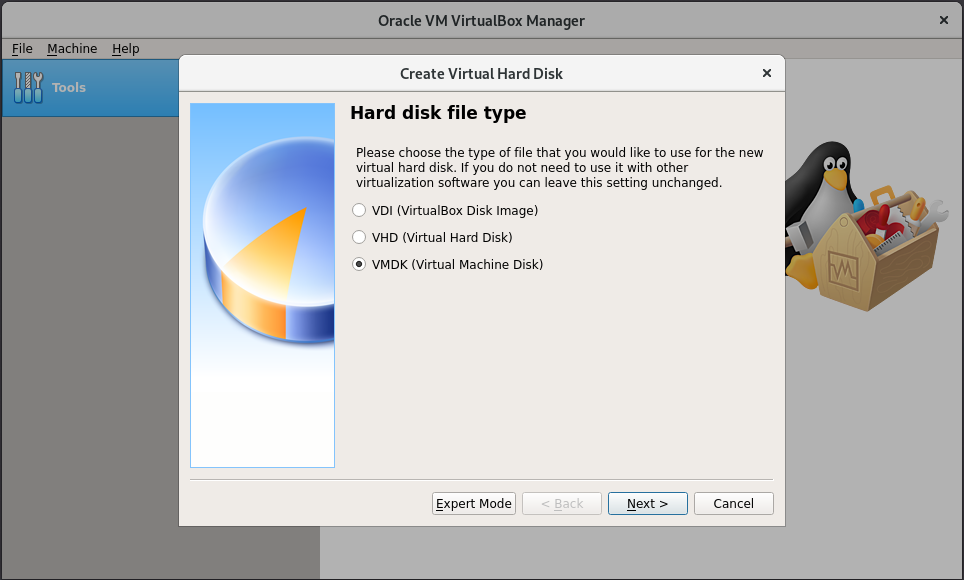 Oracle VM VirtualBox Manager
File Machine Help
Tools
Create Virtual Hard Disk
Hard disk file type
Please choose the type of file that you would like to use for the new
virtual hard disk. If you do not need to use it with other
virtualization software you can leave this setting unchanged.
VDI (VirtualBox Disk Image)
VHD (Virtual Hard Disk)
VMDK (Virtual Machine Disk)
Expert Mode < Back Next > Cancel